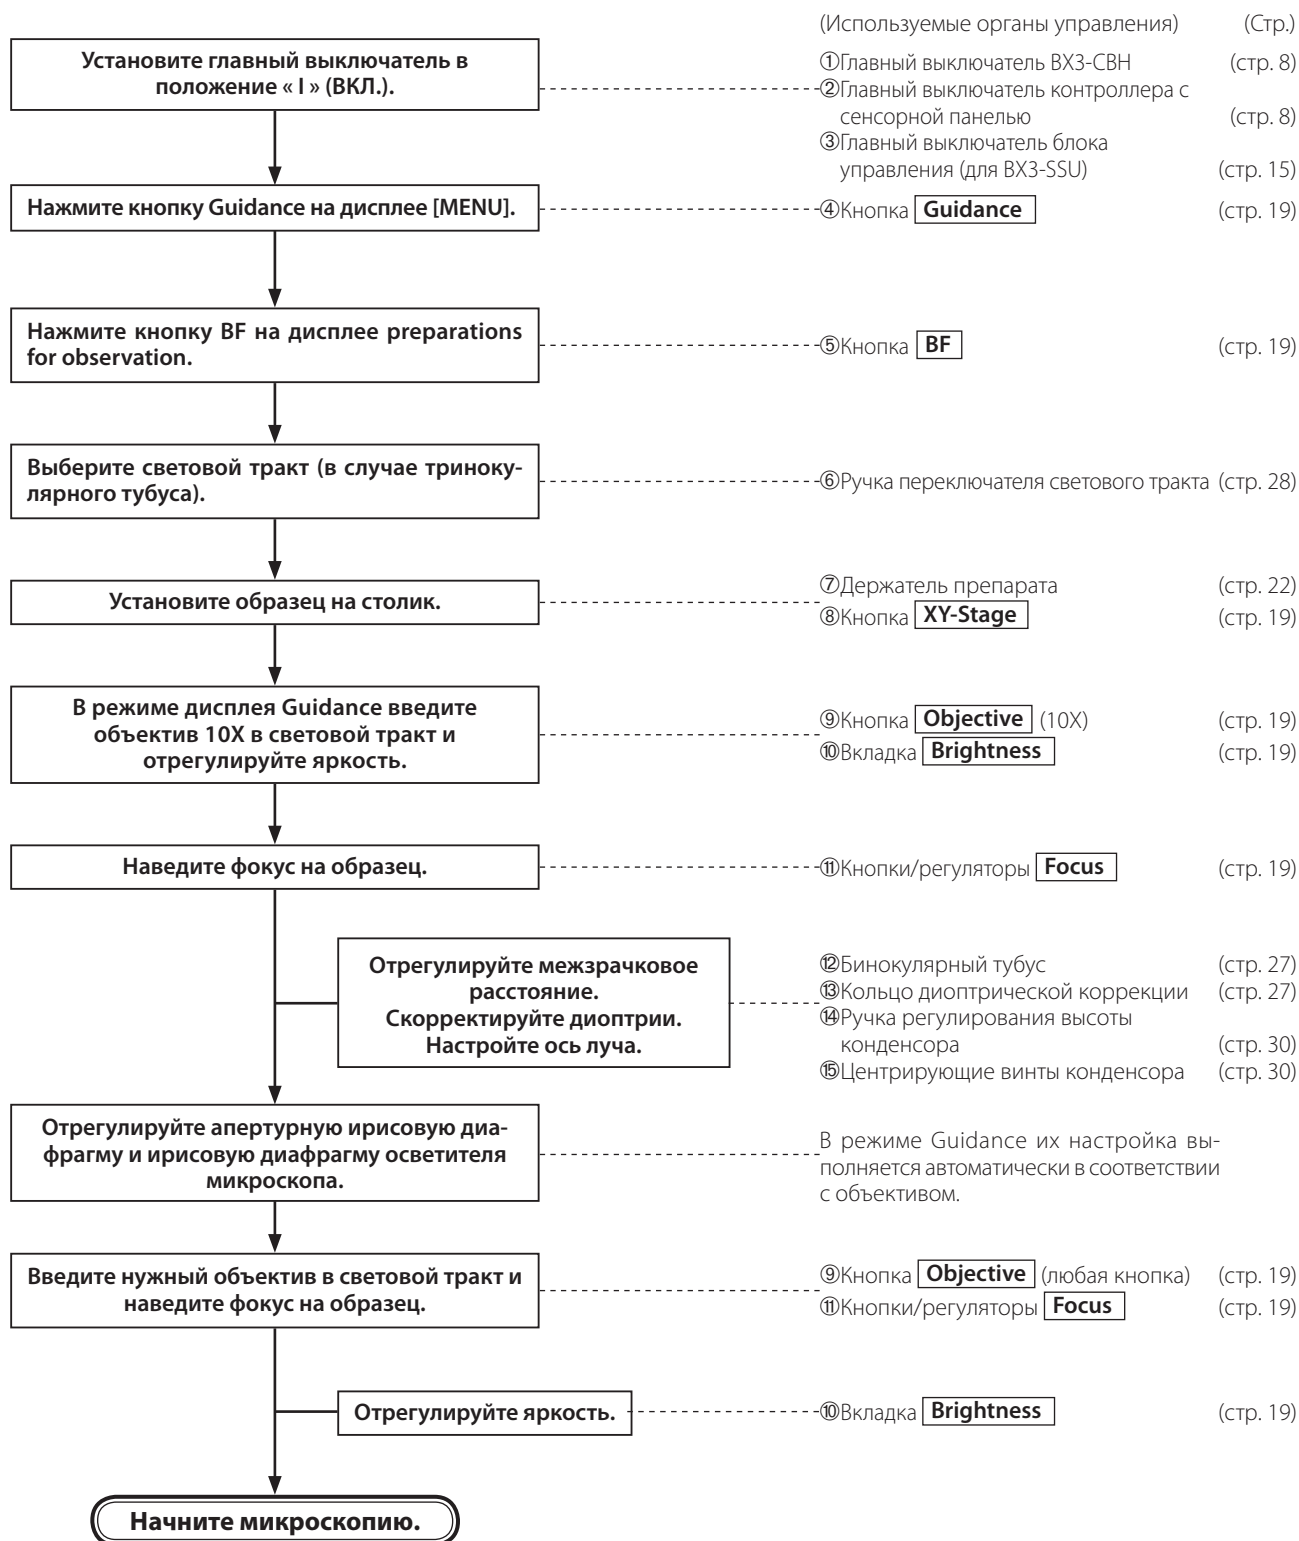 (Используемые органы управления) (Стр.)
Установите главный выключатель в
положение « I » (ВКЛ.).
①Главный выключатель BX3-CBH (стр. 8)
②Главный выключатель контроллера с
сенсорной панелью (стр. 8)
③Главный выключатель блока
управления (для BX3-SSU) (стр. 15)
Нажмите кнопку Guidance на дисплее [MENU].
④Кнопка Guidance (стр. 19)
Нажмите кнопку BF на дисплее preparations
for observation.
⑤Кнопка BF (стр. 19)
Выберите световой тракт (в случае триноку-
лярного тубуса).
⑥Ручка переключателя светового тракта (стр. 28)
Установите образец на столик.
⑦Держатель препарата (стр. 22)
⑧Кнопка XY-Stage (стр. 19)
В режиме дисплея Guidance введите
объектив 10X в световой тракт и
отрегулируйте яркость.
⑨Кнопка Objective (10X) (стр. 19)
⑩Вкладка Brightness (стр. 19)
Наведите фокус на образец.
⑪Кнопки/регуляторы Focus (стр. 19)
Отрегулируйте межзрачковое
расстояние.
Скорректируйте диоптрии.
Настройте ось луча.
⑫Бинокулярный тубус (стр. 27)
⑬Кольцо диоптрической коррекции (стр. 27)
⑭Ручка регулирования высоты
конденсора (стр. 30)
⑮Центрирующие винты конденсора (стр. 30)
Отрегулируйте апертурную ирисовую диа-
фрагму и ирисовую диафрагму осветителя
микроскопа.
В режиме Guidance их настройка вы-
полняется автоматически в соответствии
с объективом.
Введите нужный объектив в световой тракт и
наведите фокус на образец.
⑨Кнопка Objective (любая кнопка) (стр. 19)
⑪Кнопки/регуляторы Focus (стр. 19)
Отрегулируйте яркость.
⑩Вкладка Brightness (стр. 19)
Начните микроскопию.